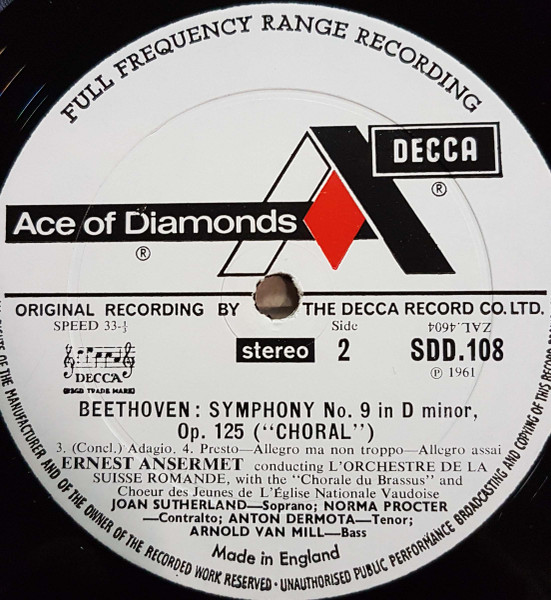 FULL FREQUENCY RANGE RECORDING
DECCA
®
Ace of Diamonds
®
ORIGINAL RECORDING BY THE DECCA RECORD CO. LTD.
SPEED 33-⅓
Side
ZAL.4604
stereo 2 SDD.108
DECCA
(REGD TRADE MARK)
℗ 1961
BEETHOVEN: SYMPHONY No. 9 in D minor,
Op. 125 ("CHORAL")
3. (Concl.) Adagio. 4. Presto—Allegro ma non troppo—Allegro assai
ERNEST ANSERMET conducting L'ORCHESTRE DE LA
SUISSE ROMANDE, with the "Chorale du Brassus" and
Choeur des Jeunes de L'Église Nationale Vaudoise
JOAN SUTHERLAND—Soprano; NORMA PROCTER
—Contralto; ANTON DERMOTA—Tenor;
ARNOLD VAN MILL—Bass
Made in England
OF THE MANUFACTURER AND OF THE OWNER OF THE RECORDED WORK RESERVED · UNAUTHORISED PUBLIC PERFORMANCE BROADCASTING AND COPYING OF THIS RECORD